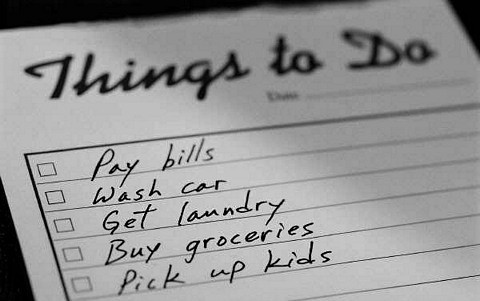 Things to Do
Date
Pay bills
Wash car
Get laundry
Buy groceries
Pick up kids